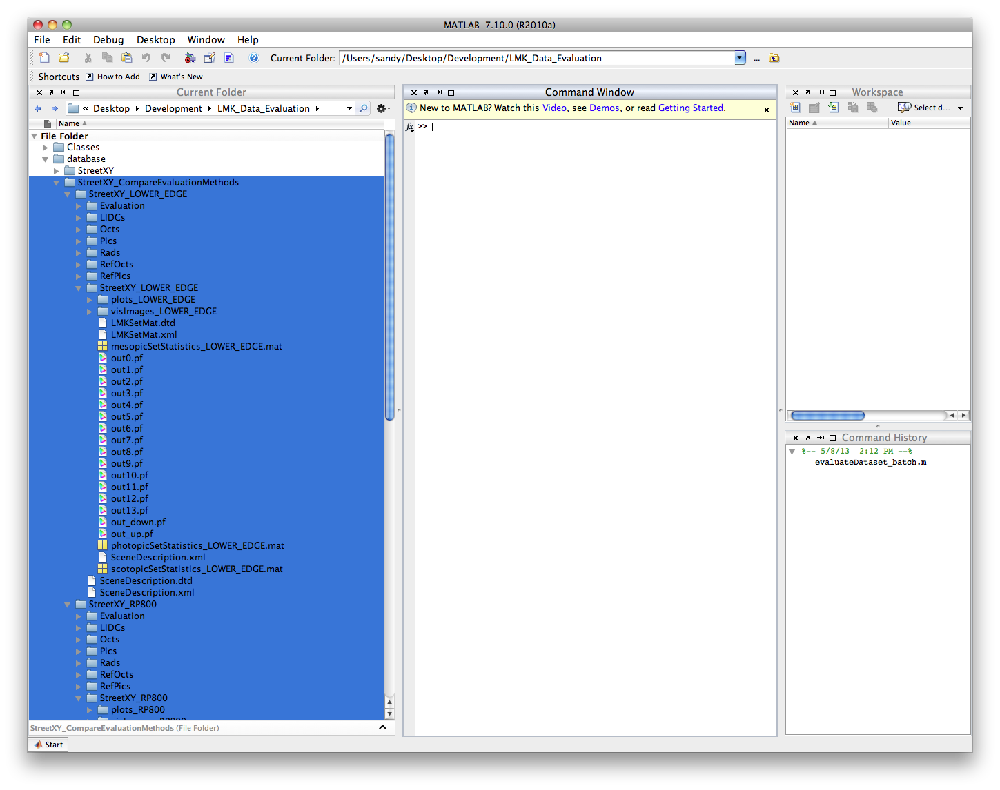 MATLAB 7.10.0 (R2010a)
File Edit Debug Desktop Window Help
Current Folder: /Users/sandy/Desktop/Development/LMK_Data_Evaluation ...
Shortcuts How to Add What's New
Current Folder
« Desktop Development LMK_Data_Evaluation
Name
File Folder
Classes
database
StreetXY
StreetXY_CompareEvaluationMethods
StreetXY_LOWER_EDGE
Evaluation
LIDCs
Octs
Pics
Rads
RefOcts
RefPics
StreetXY_LOWER_EDGE
plots_LOWER_EDGE
visImages_LOWER_EDGE
LMKSetMat.dtd
LMKSetMat.xml
mesopicSetStatistics_LOWER_EDGE.mat
out0.pf
out1.pf
out2.pf
out3.pf
out4.pf
out5.pf
out6.pf
out7.pf
out8.pf
out9.pf
out10.pf
out11.pf
out12.pf
out13.pf
out_down.pf
out_up.pf
photopicSetStatistics_LOWER_EDGE.mat
SceneDescription.xml
scotopicSetStatistics_LOWER_EDGE.mat
SceneDescription.dtd
SceneDescription.xml
StreetXY_RP800
Evaluation
LIDCs
Octs
Pics
Rads
RefOcts
RefPics
StreetXY_RP800
plots_RP800
StreetXY_CompareEvaluationMethods (File Folder)
Start
Command Window
New to MATLAB? Watch this Video, see Demos, or read Getting Started.
fx >>
Workspace
Select d...
Name Value
Command History
%-- 5/8/13 2:12 PM --%
evaluateDataset_batch.m